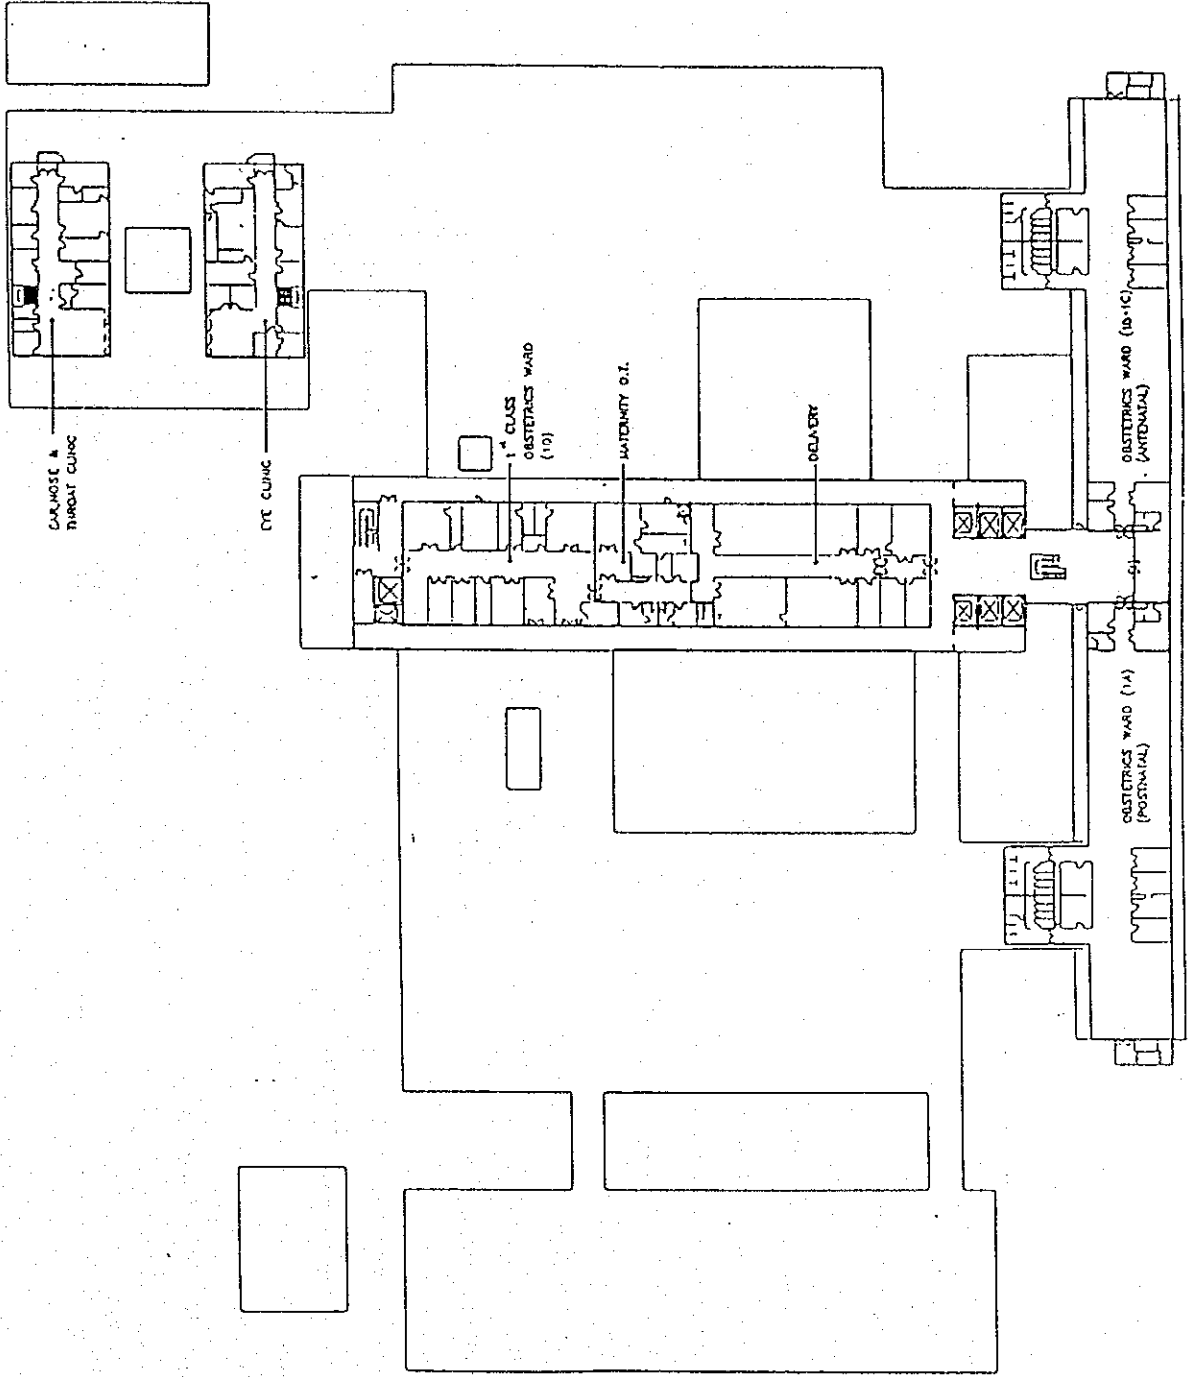 EAR, NOSE &
THROAT CLINIC
EYE CLINIC
1st CLASS
OBSTETRICS WARD
(1D)
MATERNITY O.T.
DELIVERY
OBSTETRICS WARD (1D+1C)
(ANTENATAL)
OBSTETRICS WARD (1A)
(POSTNATAL)